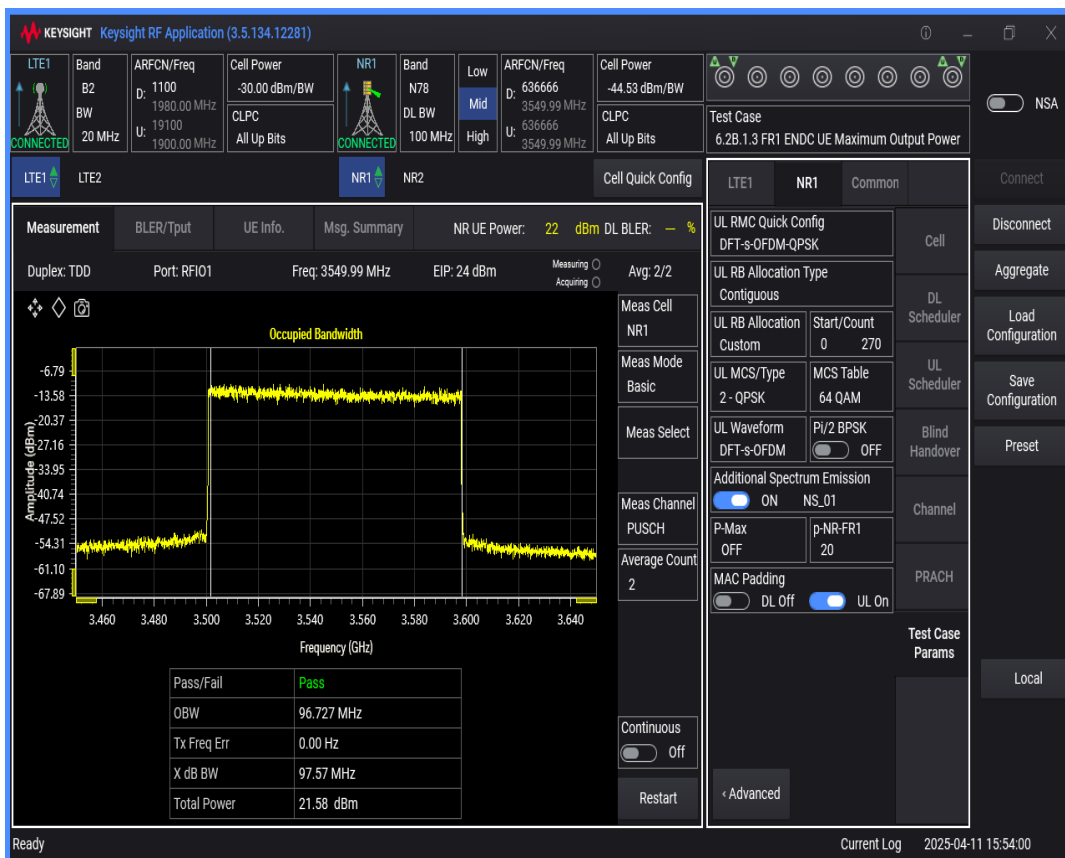 KEYSIGHT Keysight RF Application (3.5.134.12281)
LTE1
CONNECTED
Band
B2
BW
20 MHz
ARFCN/Freq
D: 1100
1980.00 MHz
U: 19100
1900.00 MHz
Cell Power
-30.00 dBm/BW
CLPC
All Up Bits
NR1
CONNECTED
Band
N78
DL BW
100 MHz
Low
Mid
High
ARFCN/Freq
D: 636666
3549.99 MHz
U: 636666
3549.99 MHz
Cell Power
-44.53 dBm/BW
CLPC
All Up Bits
Test Case
6.2B.1.3 FR1 ENDC UE Maximum Output Power
NSA
LTE1 LTE2 NR1 NR2 Cell Quick Config
Measurement BLER/Tput UE Info. Msg. Summary NR UE Power: 22 dBm DL BLER: — %
Duplex: TDD Port: RFIO1 Freq: 3549.99 MHz EIP: 24 dBm Measuring Acquiring Avg: 2/2
Occupied Bandwidth
Amplitude (dBm)
-6.79
-13.58
-20.37
-27.16
-33.95
-40.74
-47.52
-54.31
-61.10
-67.89
3.460 3.480 3.500 3.520 3.540 3.560 3.580 3.600 3.620 3.640
Frequency (GHz)
Pass/Fail Pass
OBW 96.727 MHz
Tx Freq Err 0.00 Hz
X dB BW 97.57 MHz
Total Power 21.58 dBm
Meas Cell
NR1
Meas Mode
Basic
Meas Select
Meas Channel
PUSCH
Average Count
2
Continuous
Off
Restart
LTE1 NR1 Common
UL RMC Quick Config
DFT-s-OFDM-QPSK
UL RB Allocation Type
Contiguous
UL RB Allocation
Custom
Start/Count
0 270
UL MCS/Type
2 - QPSK
MCS Table
64 QAM
UL Waveform
DFT-s-OFDM
Pi/2 BPSK
OFF
Additional Spectrum Emission
ON NS_01
P-Max
OFF
p-NR-FR1
20
MAC Padding
DL Off UL On
‹ Advanced
Cell
DL
Scheduler
UL
Scheduler
Blind
Handover
Channel
PRACH
Test Case
Params
Connect
Disconnect
Aggregate
Load
Configuration
Save
Configuration
Preset
Local
Ready Current Log 2025-04-11 15:54:00